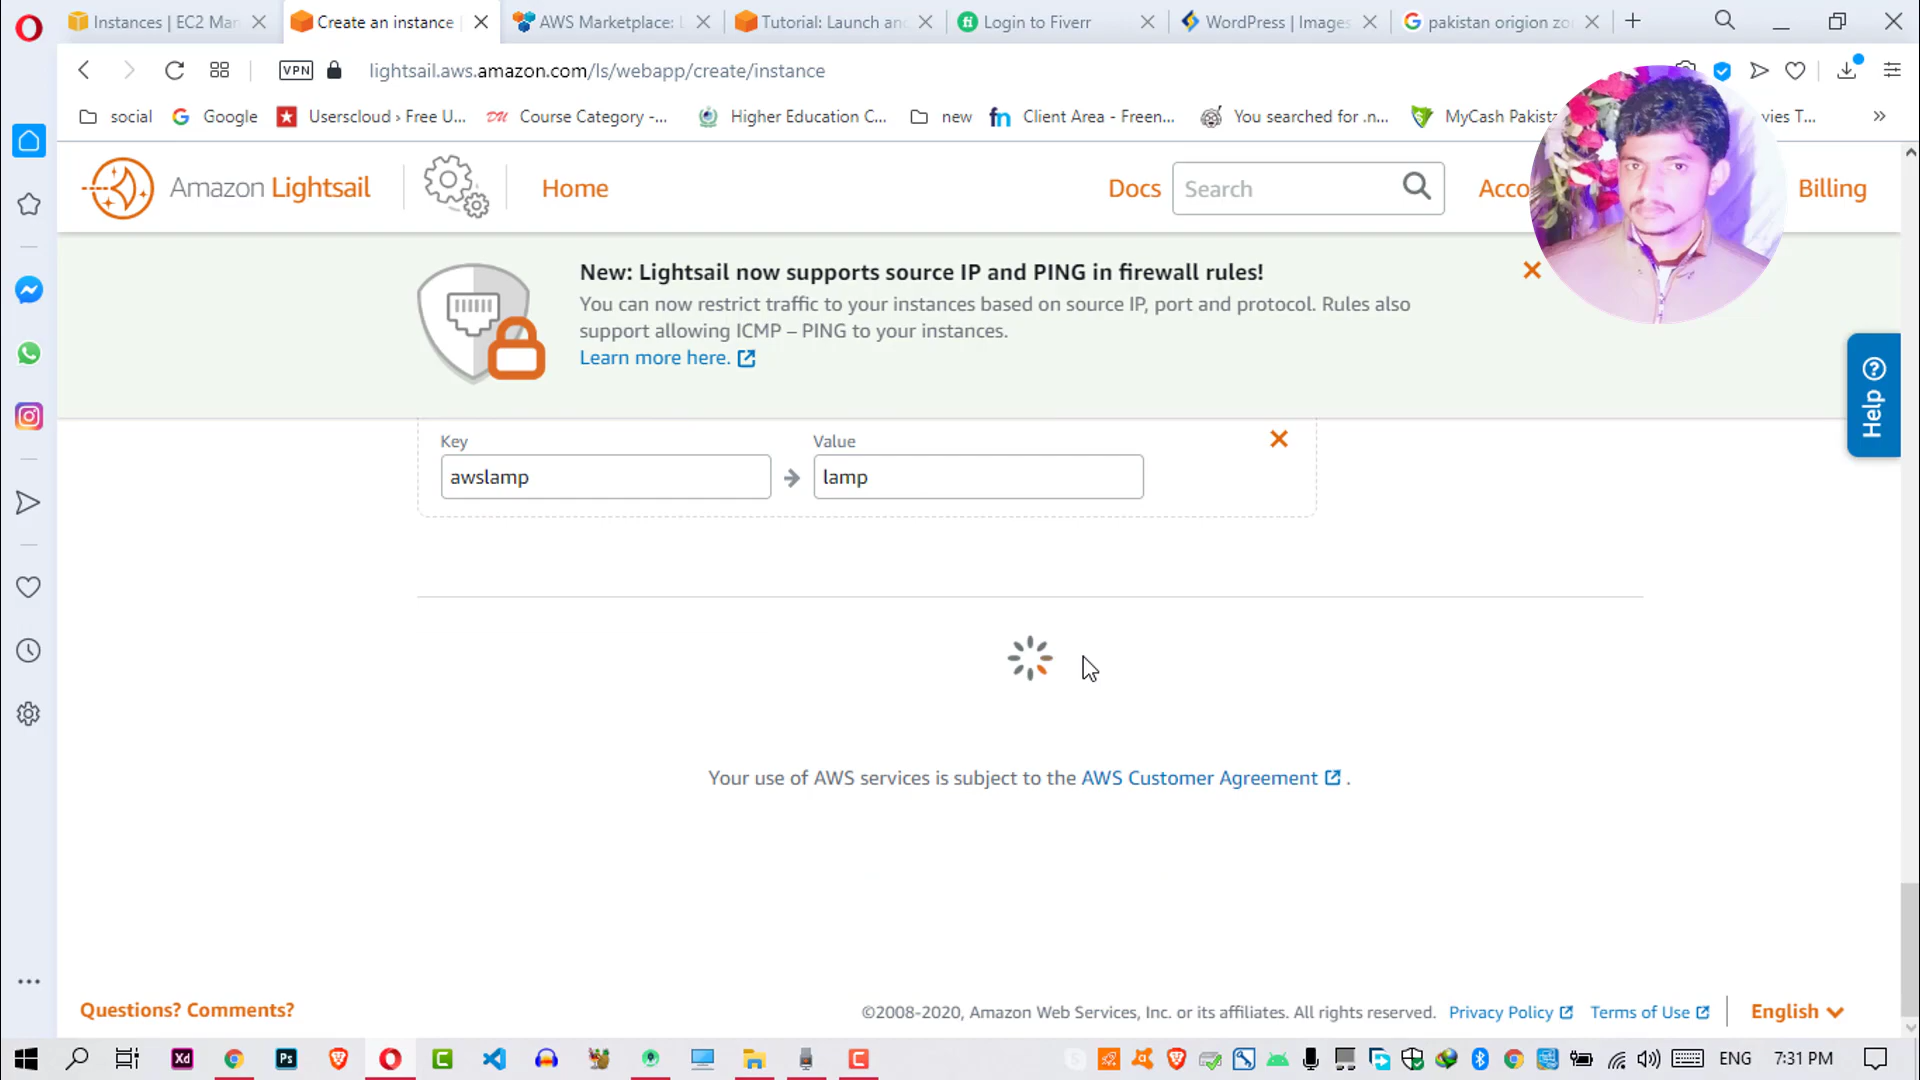 Instances | EC2 Man
Create an instance
AWS Marketplace:
Tutorial: Launch and
Login to Fiverr
WordPress | Images
pakistan origion zo
VPN
lightsail.aws.amazon.com/ls/webapp/create/instance
social
Google
Userscloud › Free U...
Course Category -...
Higher Education C...
new
Client Area - Freen...
You searched for .n...
MyCash Pakista
vies T...
Amazon Lightsail
Home
Docs
Search
Acco
Billing
New: Lightsail now supports source IP and PING in firewall rules!
You can now restrict traffic to your instances based on source IP, port and protocol. Rules also
support allowing ICMP – PING to your instances.
Learn more here.
Help
Key
Value
awslamp
lamp
Your use of AWS services is subject to the AWS Customer Agreement .
Questions? Comments?
©2008-2020, Amazon Web Services, Inc. or its affiliates. All rights reserved.
Privacy Policy
Terms of Use
English
ENG
7:31 PM